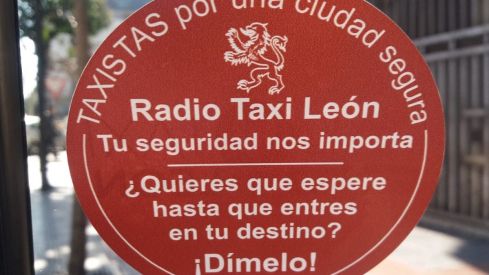 TAXISTAS por una ciudad segura
Radio Taxi León
Tu seguridad nos importa
¿Quieres que espere
hasta que entres
en tu destino?
¡Dímelo!